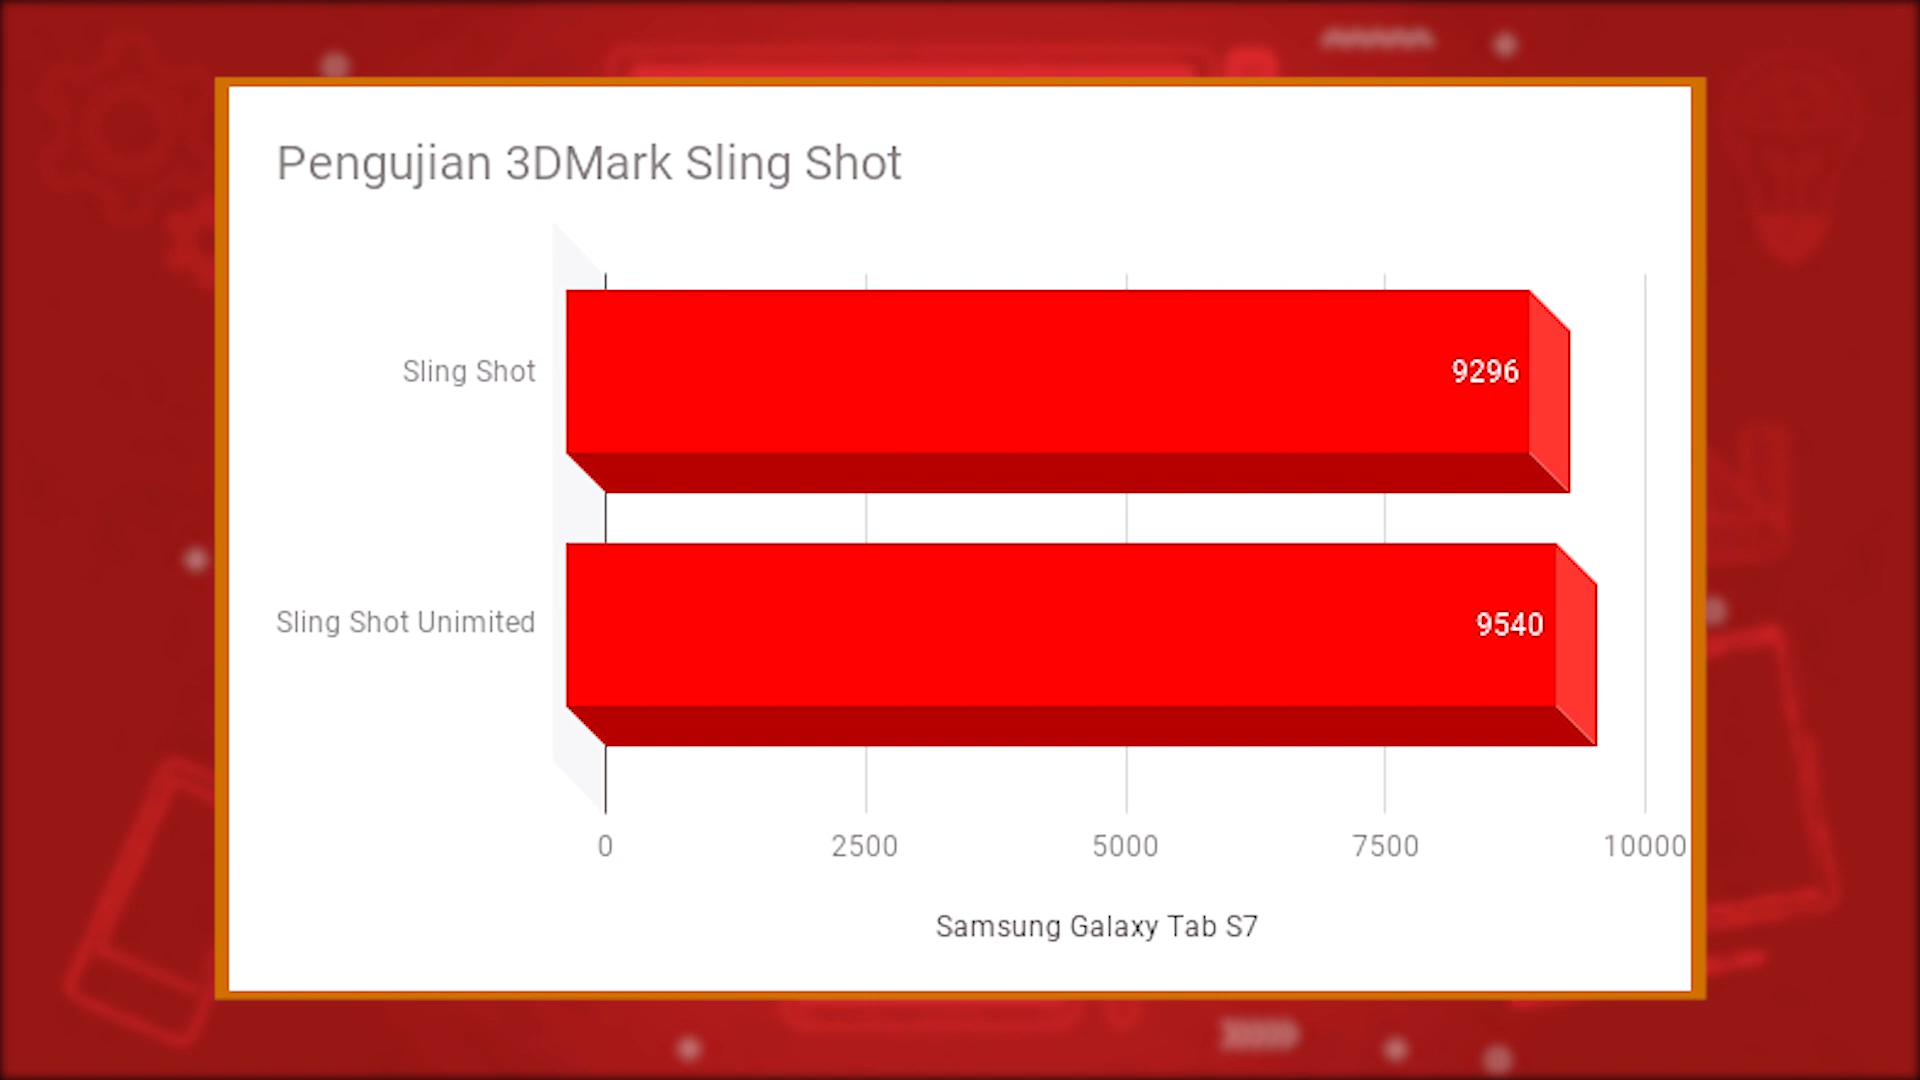 Pengujian 3DMark Sling Shot
Sling Shot
9296
Sling Shot Unimited
9540
0 2500 5000 7500 10000
Samsung Galaxy Tab S7